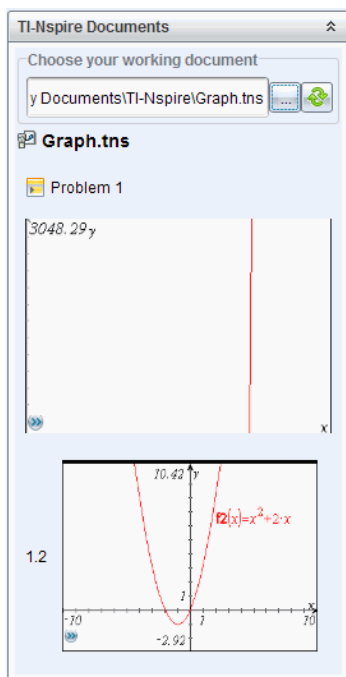 TI-Nspire Documents
Choose your working document
y Documents\TI-Nspire\Graph.tns
...
Graph.tns
Problem 1
3048.29 y
x
1.2
10.42 y
f2(x)=x²+2·x
1
x
-10
1
10
-2.92